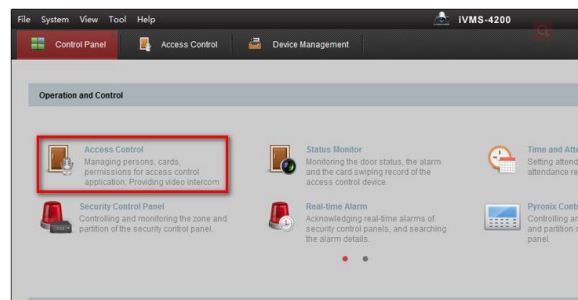 File System View Tool Help iVMS-4200
Control Panel Access Control Device Management
Operation and Control
Access Control
Managing persons, cards,
permissions for access control
application; Providing video intercom
Status Monitor
Monitoring the door status, the alarm
and the card swiping record of the
access control device.
Time and Atte
Setting attend
attendance re
Security Control Panel
Controlling and monitoring the zone and
partition of the security control panel.
Real-time Alarm
Acknowledging real-time alarms of
security control panels, and searching
the alarm details.
Pyronix Contr
Controlling an
and partition o
panel.